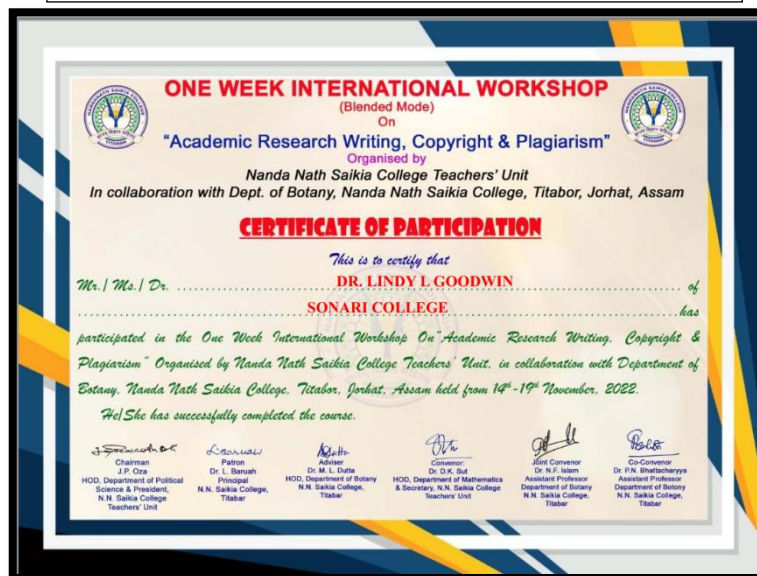 ONE WEEK INTERNATIONAL WORKSHOP
(Blended Mode)
On
“Academic Research Writing, Copyright & Plagiarism”
Organised by
Nanda Nath Saikia College Teachers' Unit
In collaboration with Dept. of Botany, Nanda Nath Saikia College, Titabor, Jorhat, Assam
CERTIFICATE OF PARTICIPATION
This is to certify that
Mr./ Ms./ Dr. .......... DR. LINDY L GOODWIN .......... of
.......... SONARI COLLEGE .......... has
participated in the One Week International Workshop On "Academic Research Writing, Copyright &
Plagiarism" Organised by Nanda Nath Saikia College Teachers' Unit, in collaboration with Department of
Botany, Nanda Nath Saikia College, Titabor, Jorhat, Assam held from 14th -19th November, 2022.
He/She has successfully completed the course.
Chairman
J.P. Oza
HOD, Department of Political
Science & President,
N.N. Saikia College
Teachers' Unit
Patron
Dr. L. Baruah
Principal
N.N. Saikia College,
Titabar
Adviser
Dr. M. L. Dutta
HOD, Department of Botany
N.N. Saikia College,
Titabar
Convenor
Dr. D.K. Sut
HOD, Department of Mathematics
& Secretary, N.N. Saikia College
Teachers' Unit
Joint Convenor
Dr. N.F. Islam
Assistant Professor
Department of Botany
N.N. Saikia College,
Titabar
Co-Convenor
Dr. P.N. Bhattacharyya
Assistant Professor
Department of Botany
N.N. Saikia College,
Titabar